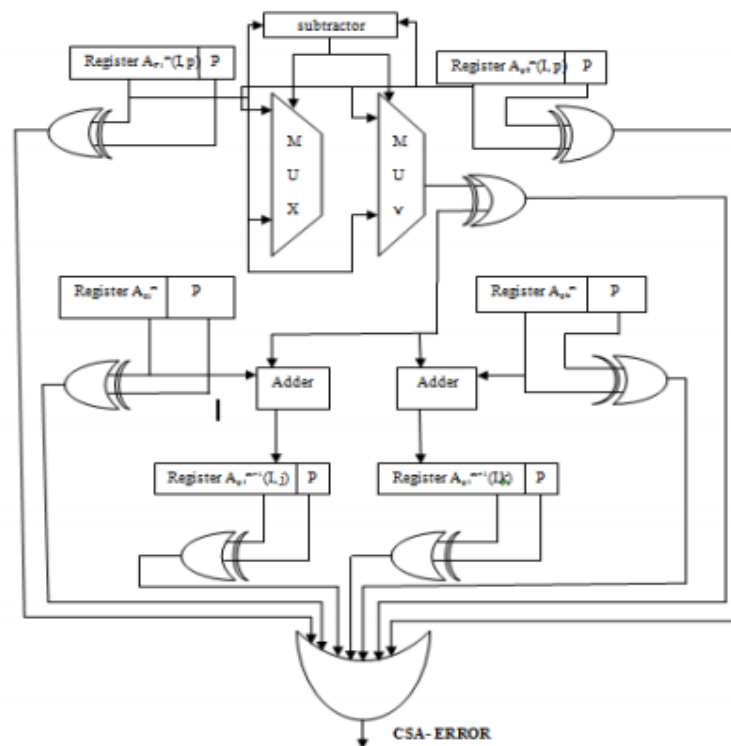 subtractor
Register (I, p) P
Register (I, p) P
M
U
X
M
U
v
Register P
Register P
Adder
Adder
Register (I, j) P
Register P
CSA- ERROR